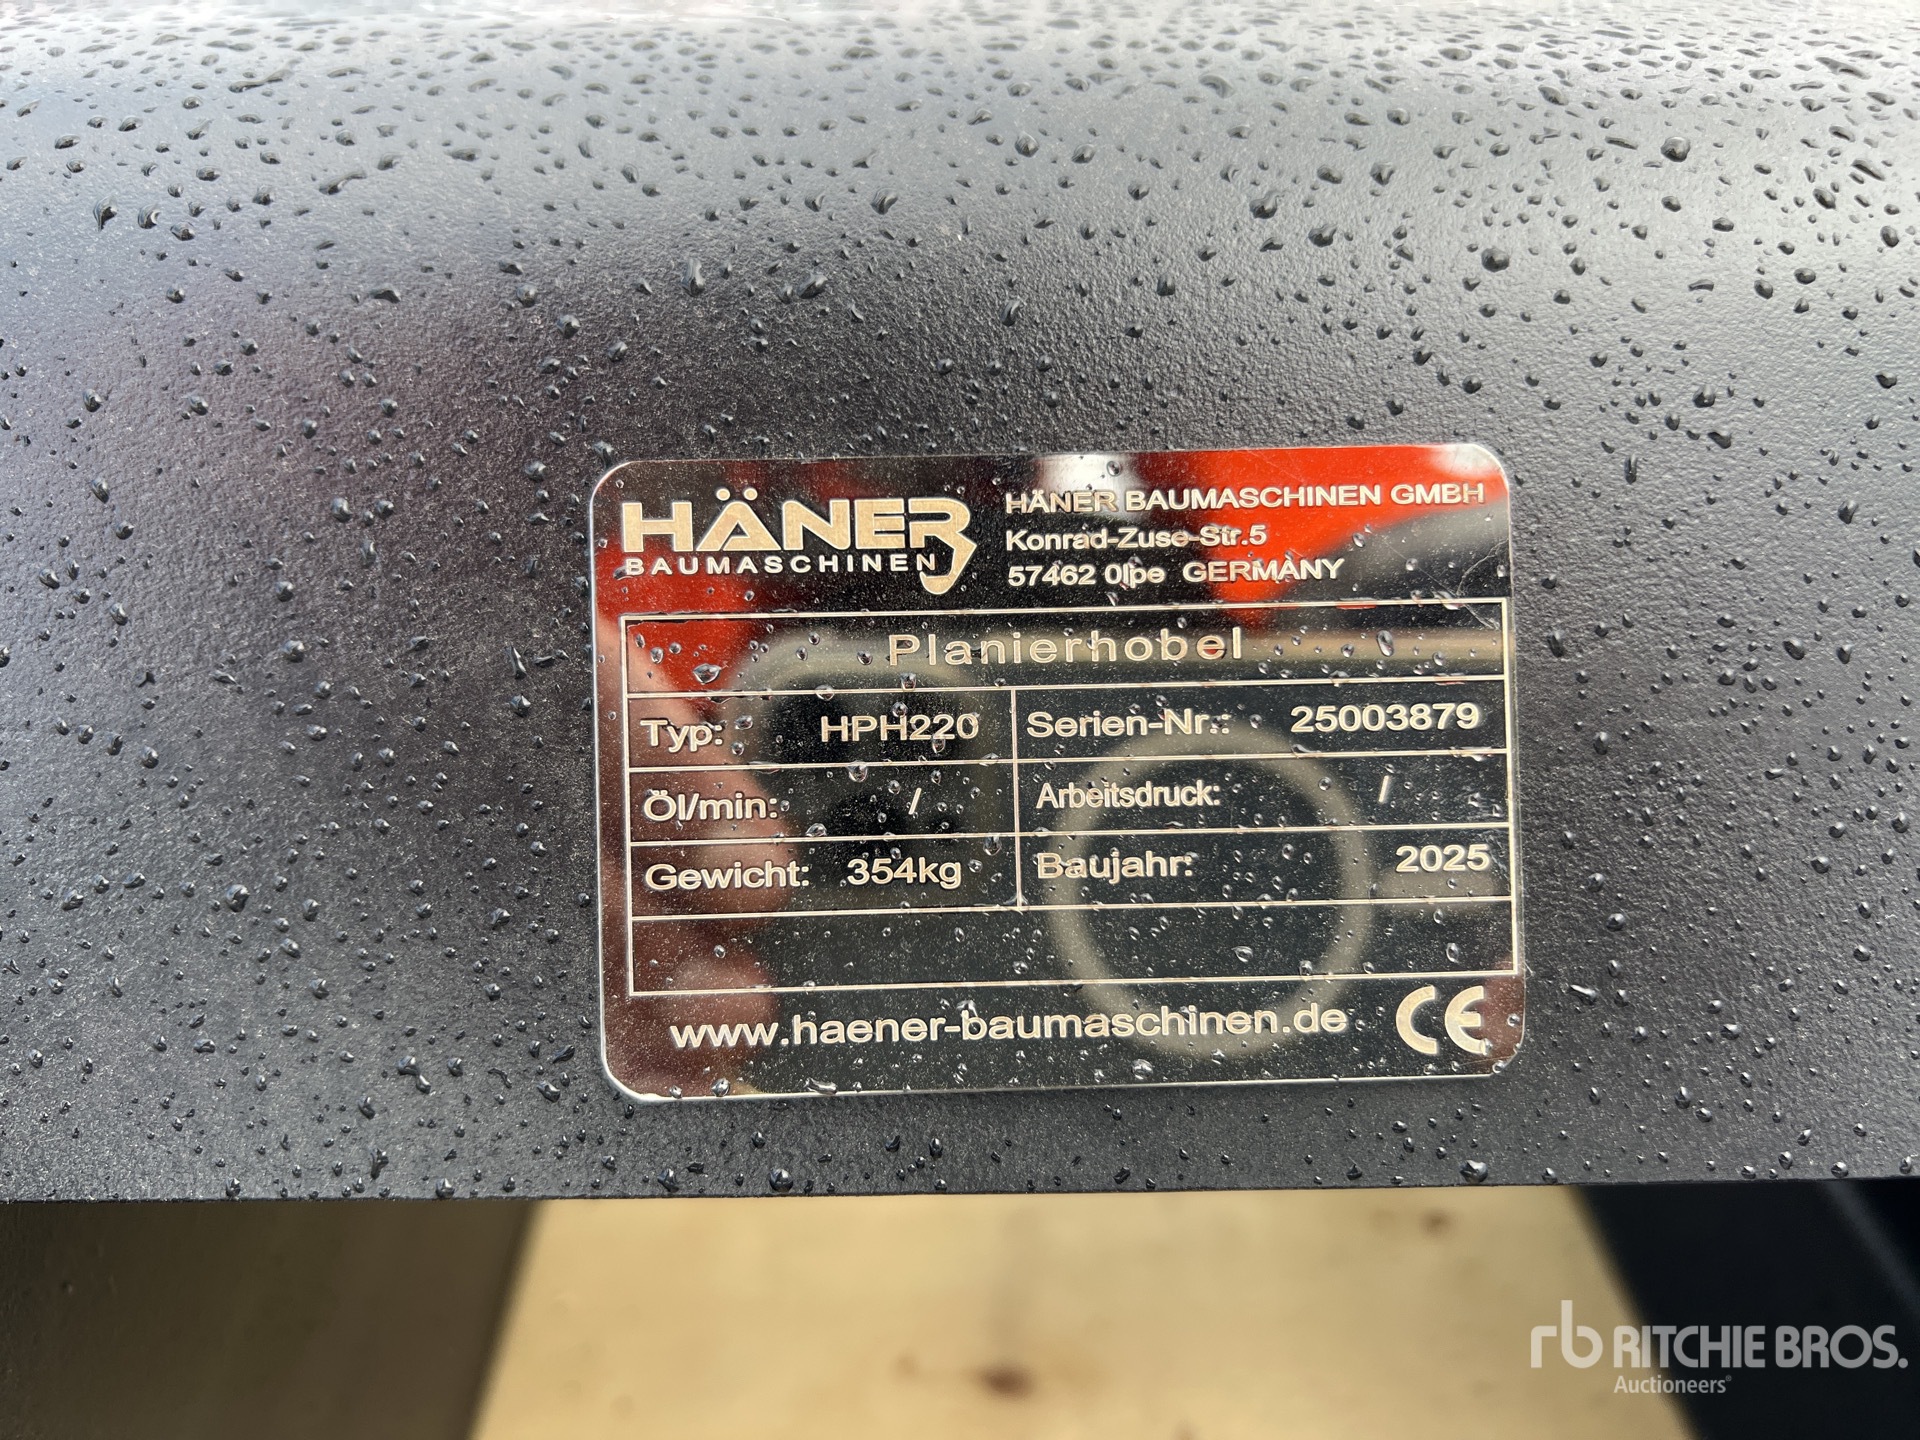 HÄNER
BAUMASCHINEN
HÄNER BAUMASCHINEN GMBH
Konrad-Zuse-Str.5
57462 Olpe GERMANY
Planierhobel
Typ: HPH220 Serien-Nr.: 25003879
Öl/min: / Arbeitsdruck: /
Gewicht: 354kg Baujahr: 2025
www.haener-baumaschinen.de CE
rb RITCHIE BROS.
Auctioneers®